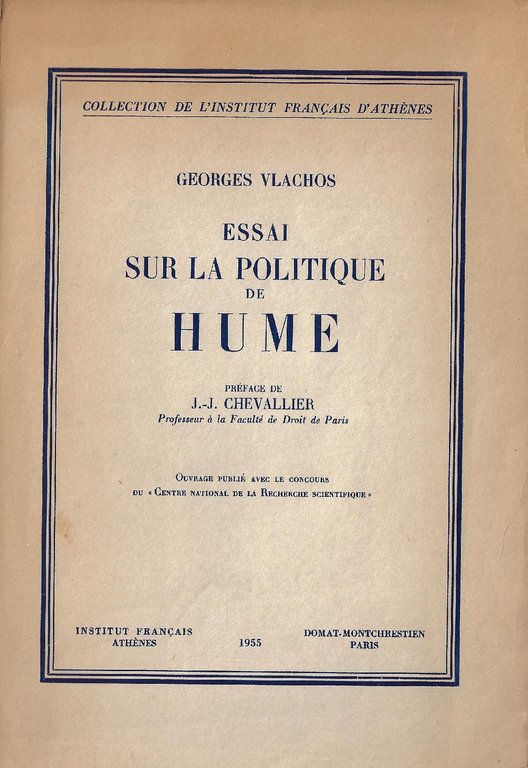 COLLECTION DE L'INSTITUT FRANÇAIS D'ATHÈNES
GEORGES VLACHOS
ESSAI
SUR LA POLITIQUE
DE
HUME
PRÉFACE DE
J.-J. CHEVALLIER
Professeur à la Faculté de Droit de Paris
OUVRAGE PUBLIÉ AVEC LE CONCOURS
DU « CENTRE NATIONAL DE LA RECHERCHE SCIENTIFIQUE »
INSTITUT FRANÇAIS
ATHÈNES
1955
DOMAT-MONTCHRESTIEN
PARIS